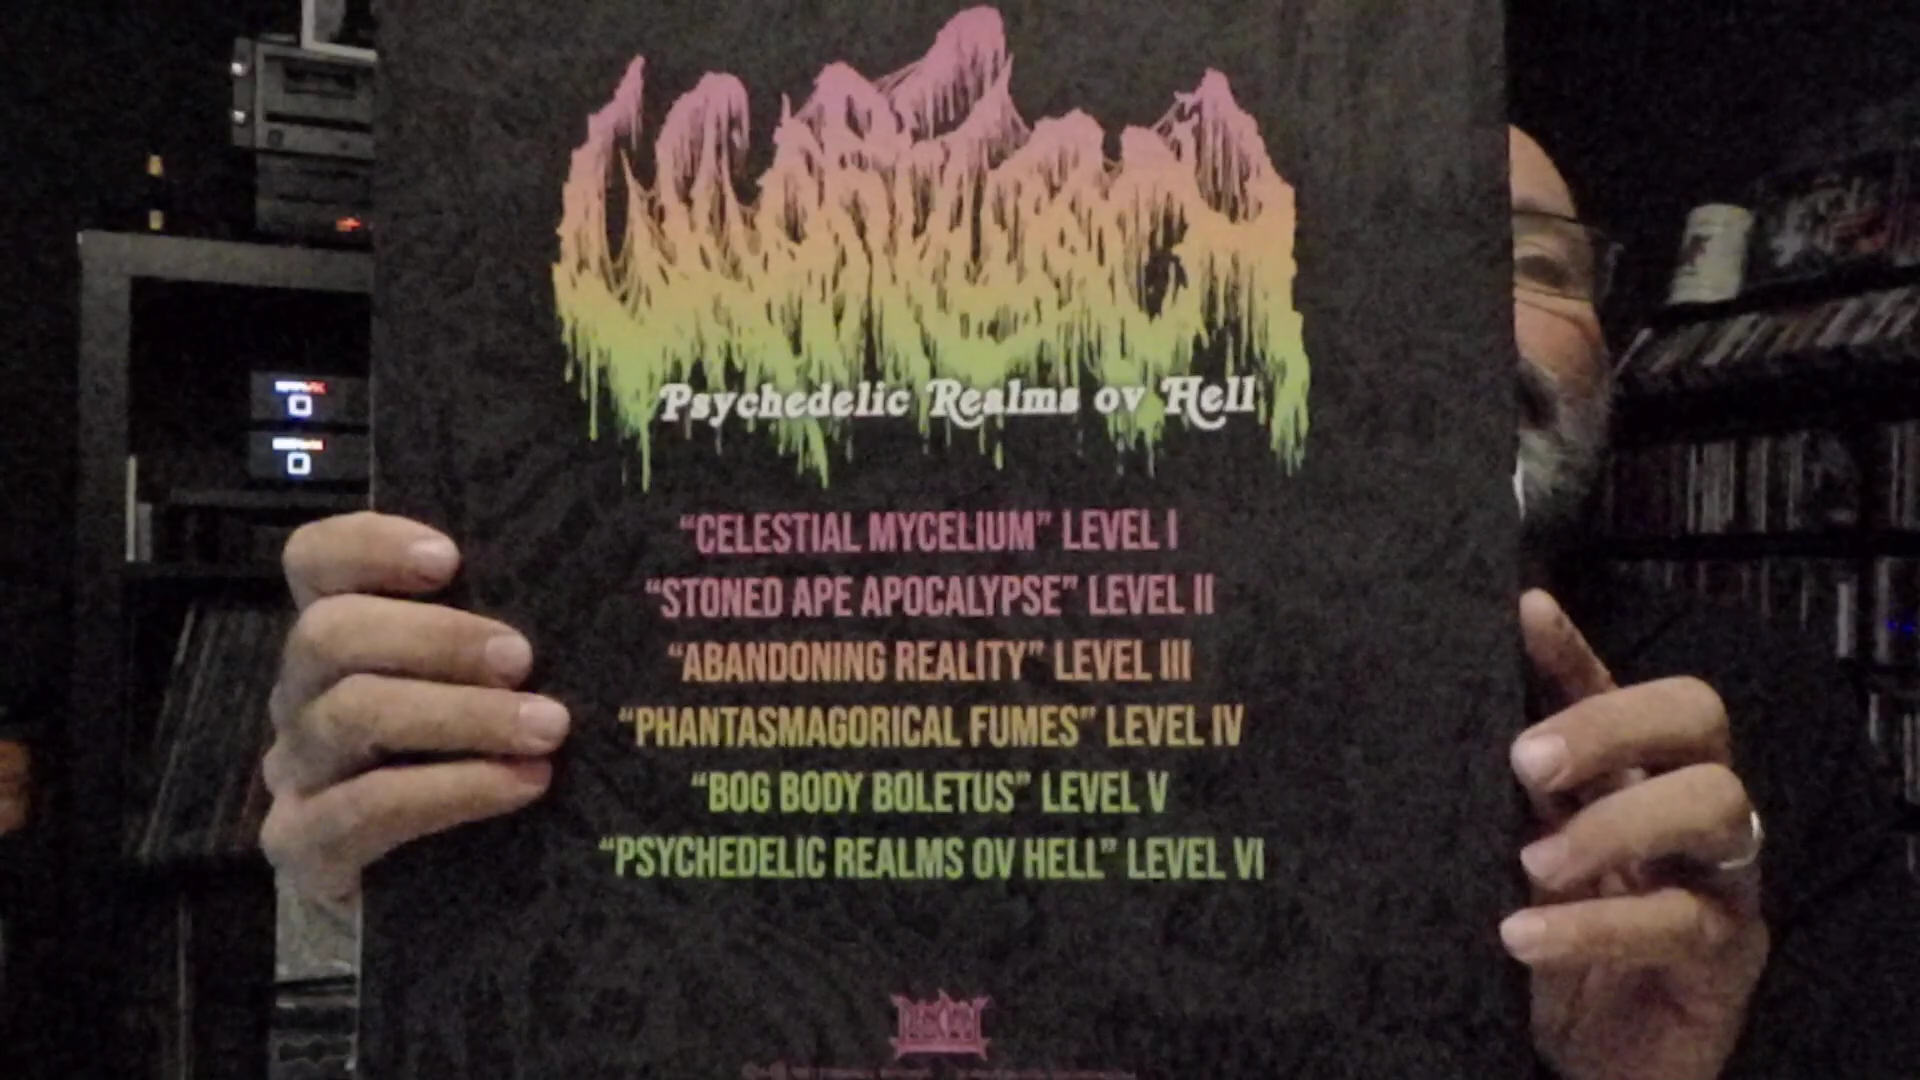 Psychedelic Realms ov Hell
“CELESTIAL MYCELIUM” LEVEL I
“STONED APE APOCALYPSE” LEVEL II
“ABANDONING REALITY” LEVEL III
“PHANTASMAGORICAL FUMES” LEVEL IV
“BOG BODY BOLETUS” LEVEL V
“PSYCHEDELIC REALMS OV HELL” LEVEL VI